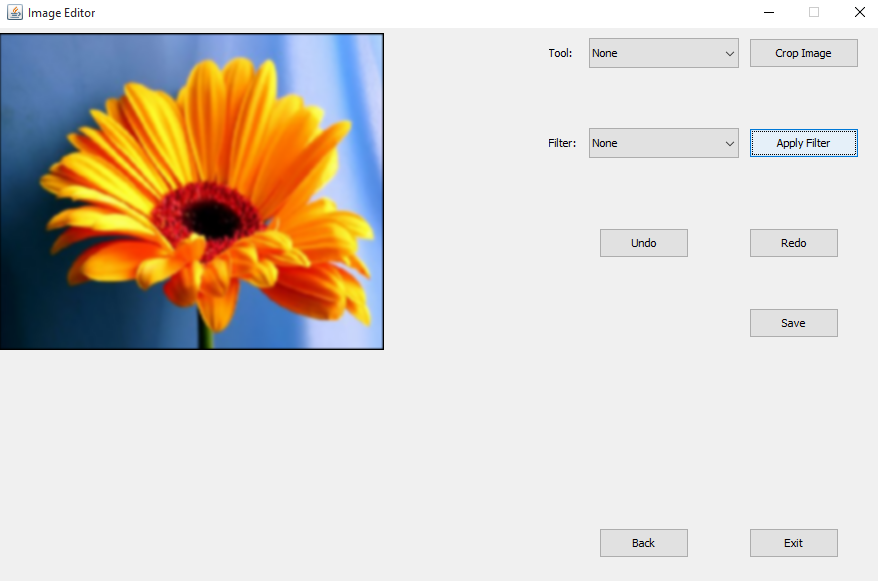 Image Editor
Tool: None Crop Image
Filter: None Apply Filter
Undo Redo
Save
Back Exit